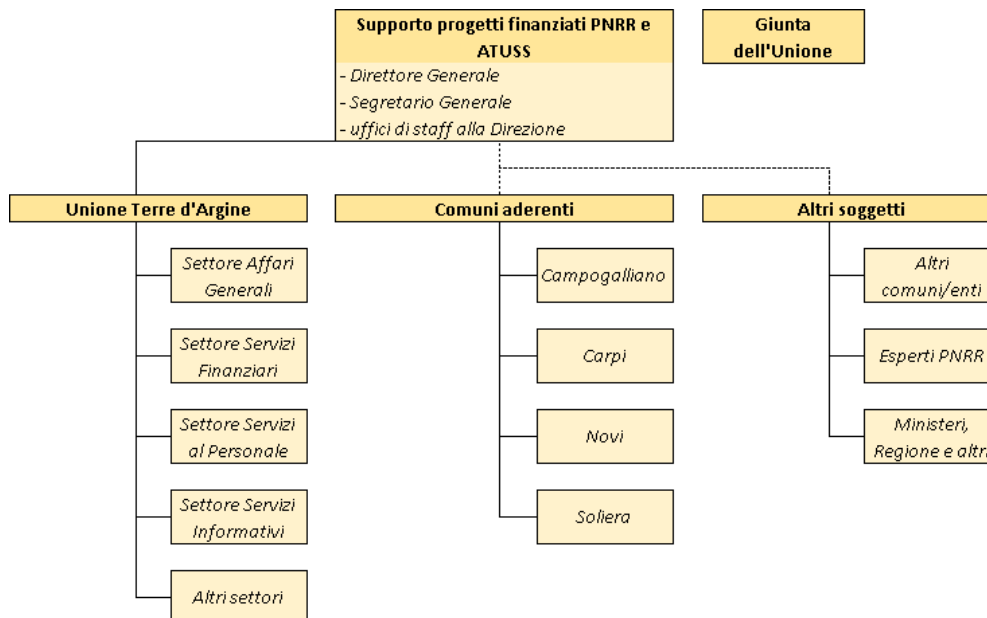 Supporto progetti finanziati PNRR e
ATUSS
- Direttore Generale
- Segretario Generale
- uffici di staff alla Direzione
Giunta
dell'Unione
Unione Terre d'Argine
Settore Affari
Generali
Settore Servizi
Finanziari
Settore Servizi
al Personale
Settore Servizi
Informativi
Altri settori
Comuni aderenti
Campogalliano
Carpi
Novi
Soliera
Altri soggetti
Altri
comuni/enti
Esperti PNRR
Ministeri,
Regione e altri